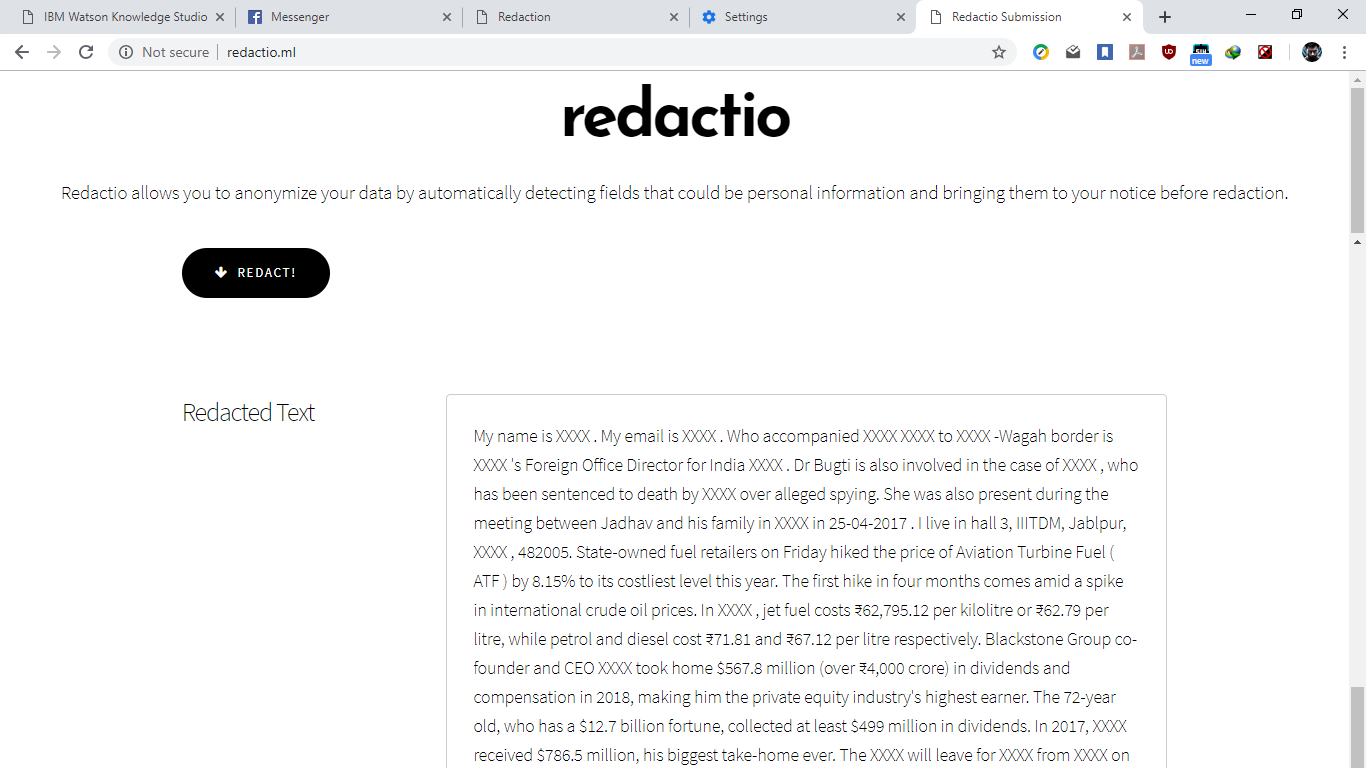 IBM Watson Knowledge Studio
Messenger
Redaction
Settings
Redactio Submission
Not secure
redactio.ml
new
redactio
Redactio allows you to anonymize your data by automatically detecting fields that could be personal information and bringing them to your notice before redaction.
REDACT!
Redacted Text
My name is XXXX . My email is XXXX . Who accompanied XXXX XXXX to XXXX -Wagah border is
XXXX 's Foreign Office Director for India XXXX . Dr Bugti is also involved in the case of XXXX , who
has been sentenced to death by XXXX over alleged spying. She was also present during the
meeting between Jadhav and his family in XXXX in 25-04-2017 . I live in hall 3, IIITDM, Jablpur,
XXXX , 482005. State-owned fuel retailers on Friday hiked the price of Aviation Turbine Fuel (
ATF ) by 8.15% to its costliest level this year. The first hike in four months comes amid a spike
in international crude oil prices. In XXXX , jet fuel costs ₹62,795.12 per kilolitre or ₹62.79 per
litre, while petrol and diesel cost ₹71.81 and ₹67.12 per litre respectively. Blackstone Group co-
founder and CEO XXXX took home $567.8 million (over ₹4,000 crore) in dividends and
compensation in 2018, making him the private equity industry's highest earner. The 72-year
old, who has a $12.7 billion fortune, collected at least $499 million in dividends. In 2017, XXXX
received $786.5 million, his biggest take-home ever. The XXXX will leave for XXXX from XXXX on